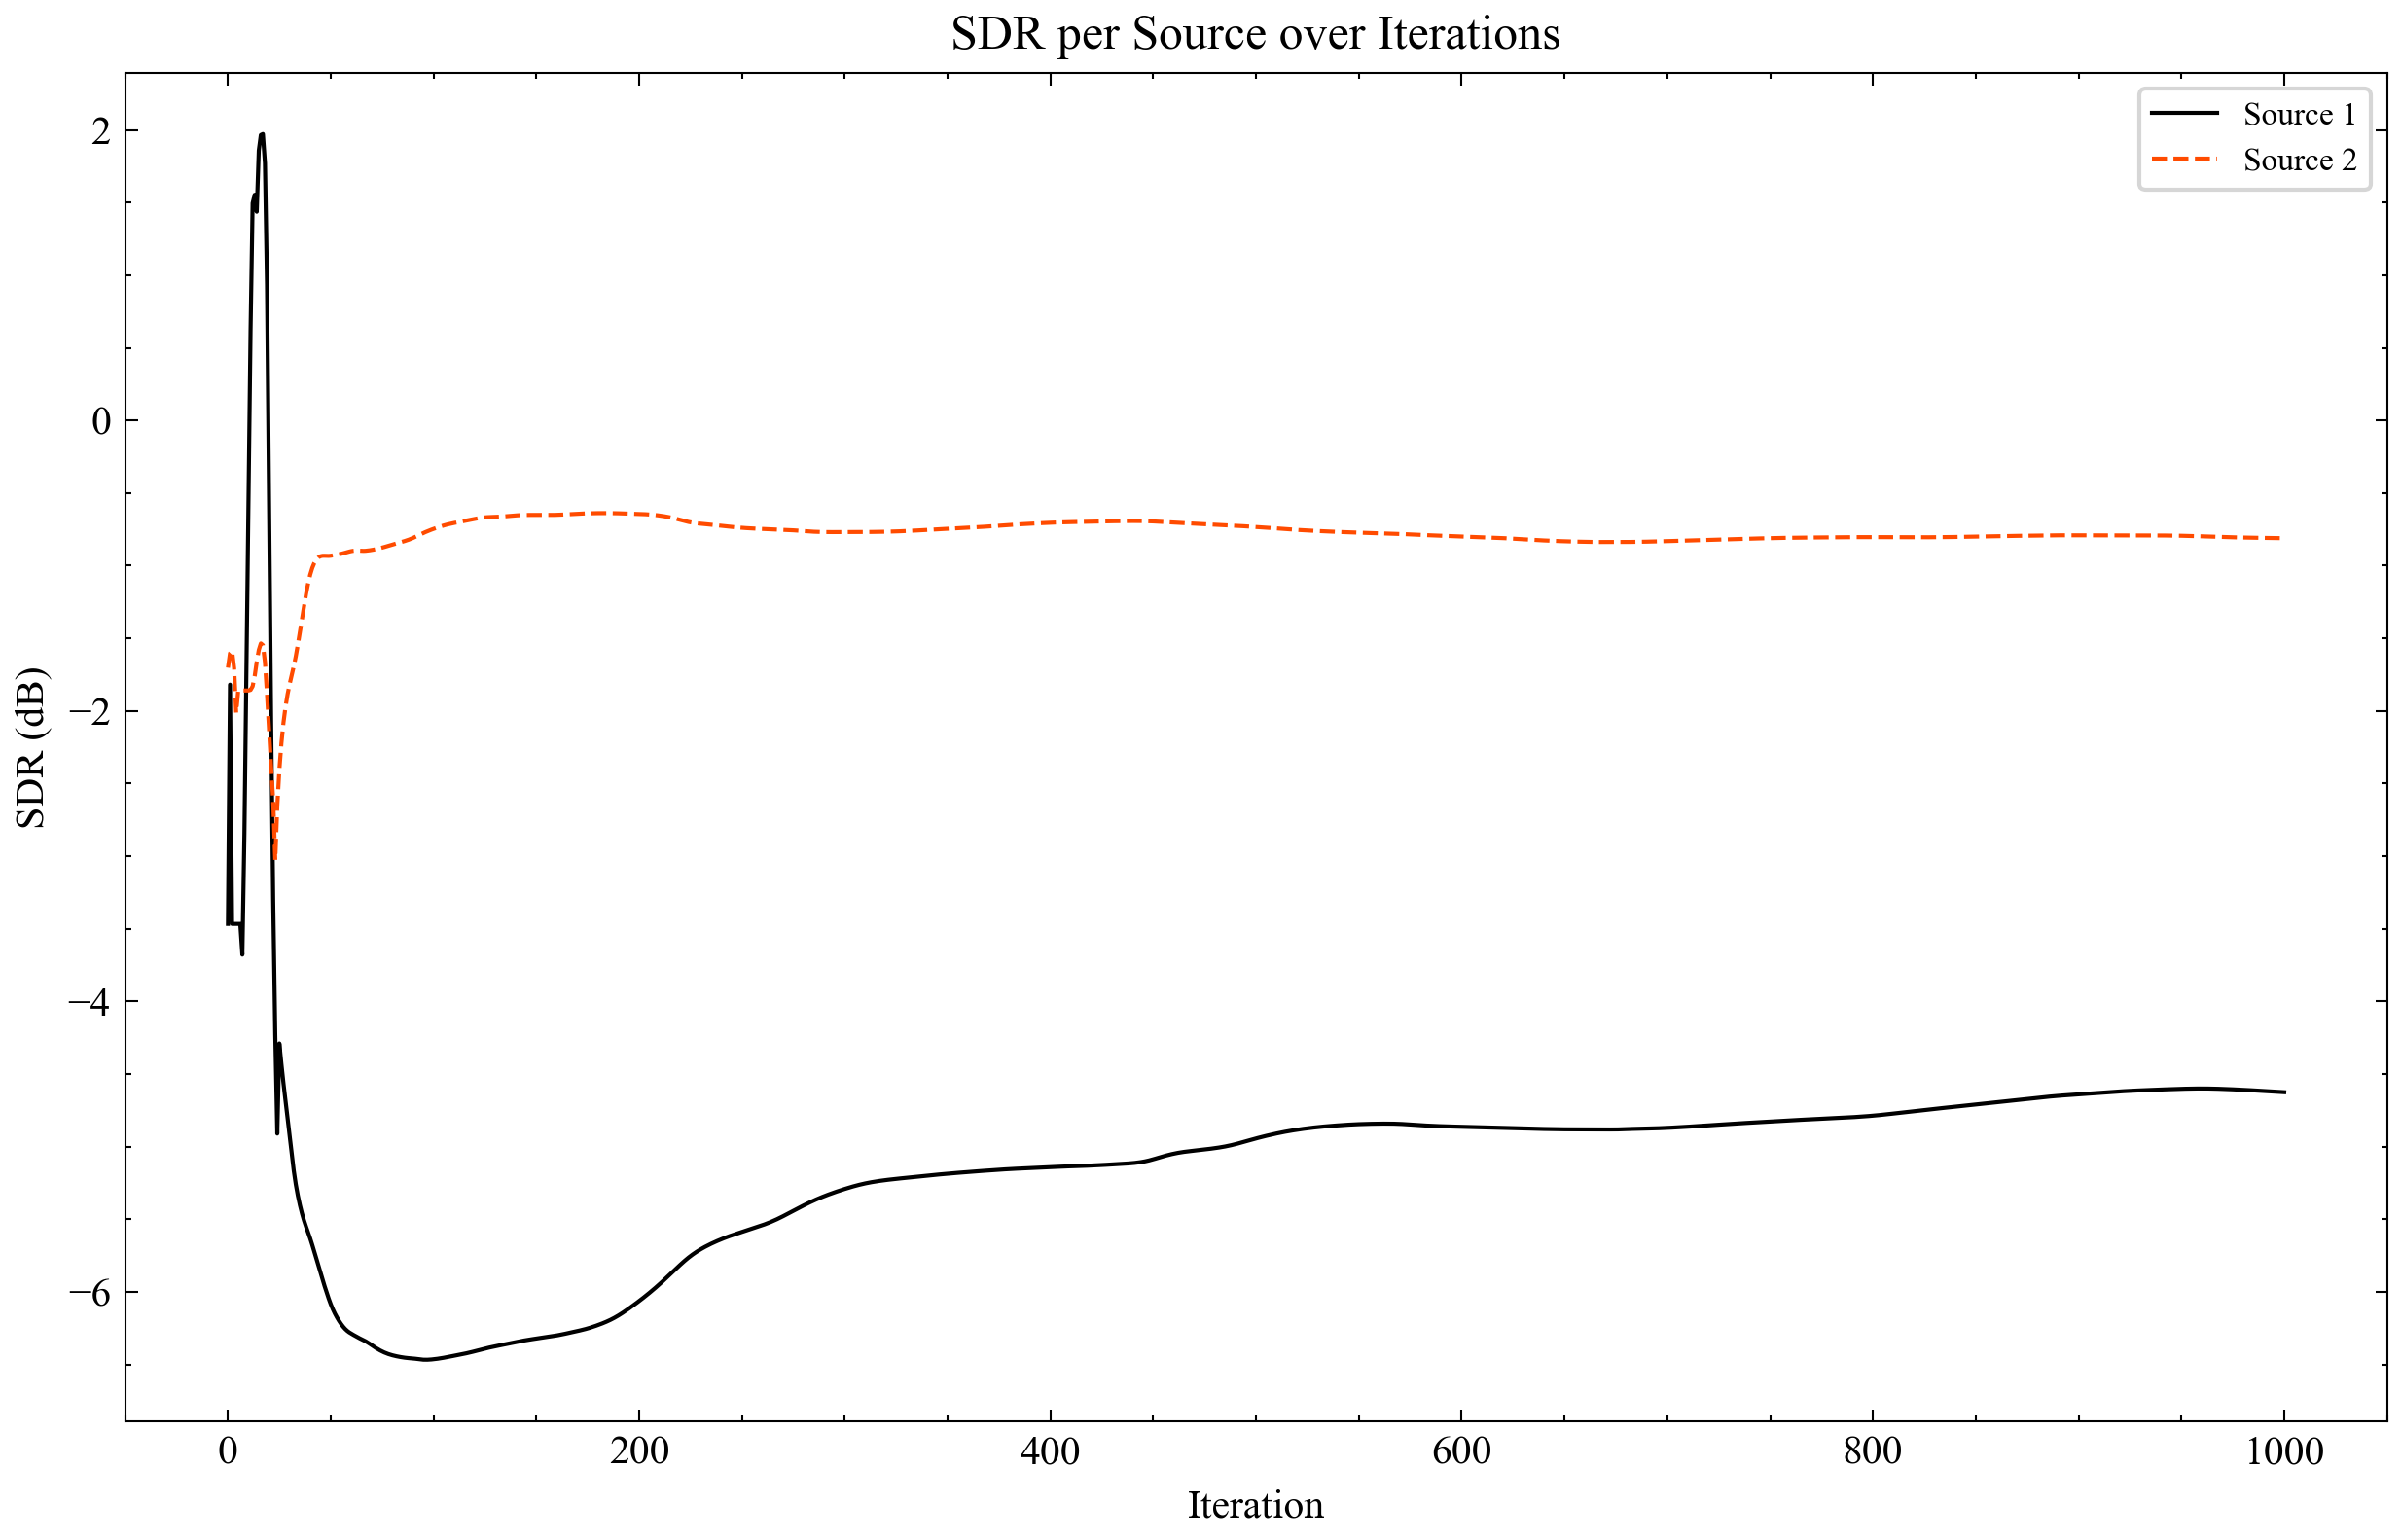 SDR per Source over Iterations
Source 1
Source 2
SDR (dB)
2
0
−2
−4
−6
0 200 400 600 800 1000
Iteration